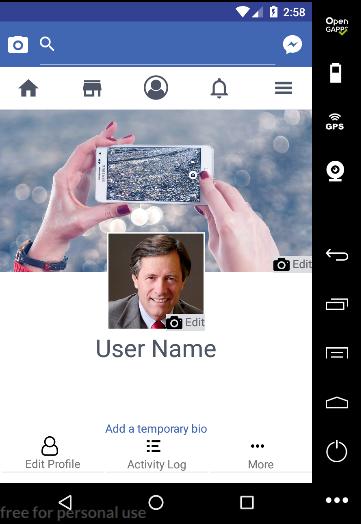 2:58
Open
GAPPS
GPS
Edit
Edit
User Name
Add a temporary bio
Edit Profile
Activity Log
More
free for personal use